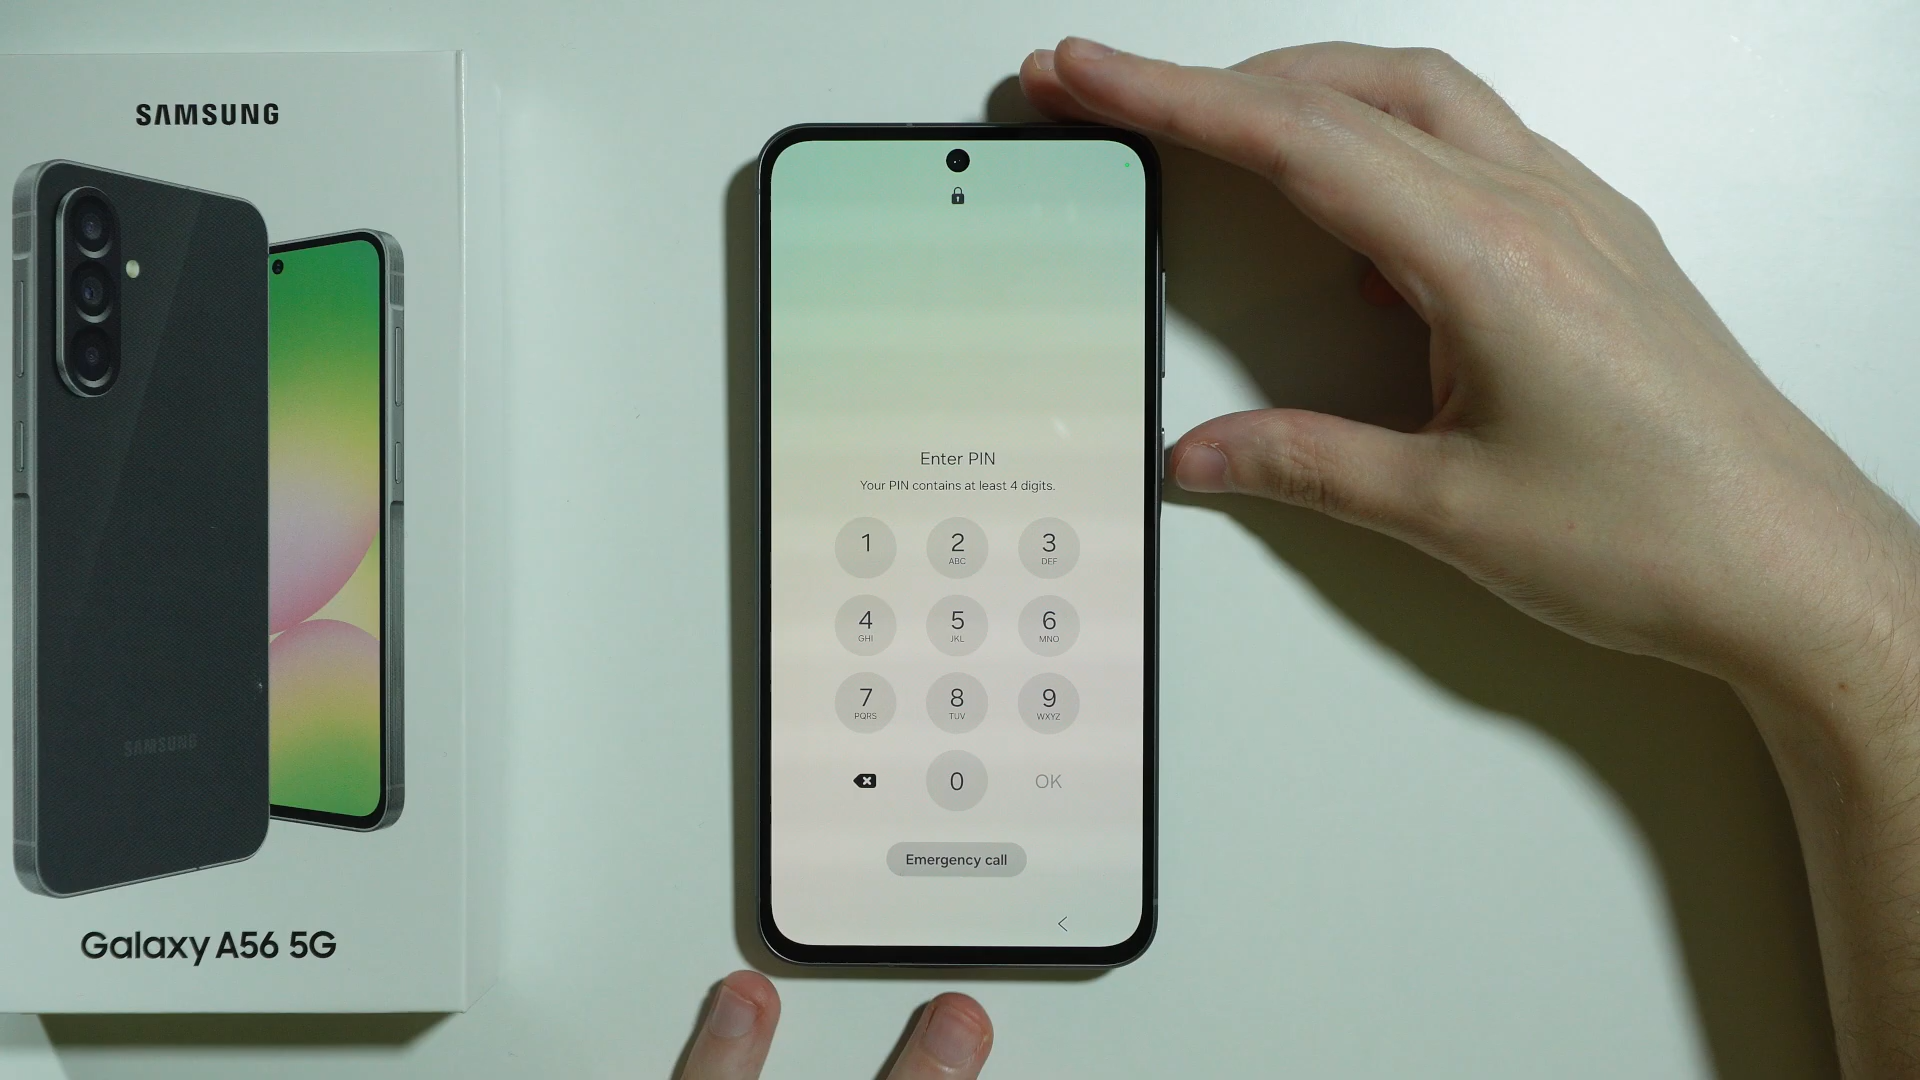 SAMSUNG
SAMSUNG
Galaxy A56 5G
Enter PIN
Your PIN contains at least 4 digits.
1 2 3
ABC DEF
4 5 6
GHI JKL MNO
7 8 9
PQRS TUV WXYZ
0 OK
Emergency call